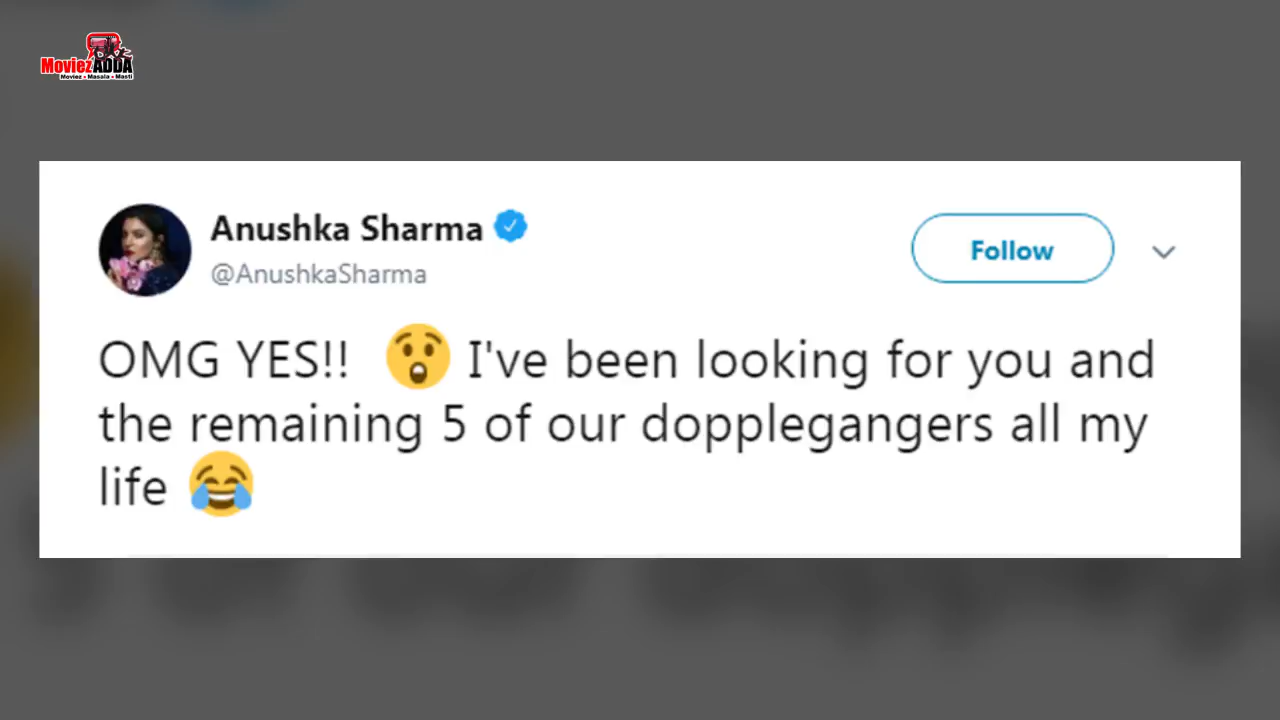 MoviezADDA
Moviez - Masala - Masti
Anushka Sharma
@AnushkaSharma
Follow
OMG YES!! 😲 I've been looking for you and
the remaining 5 of our dopplegangers all my
life 😂